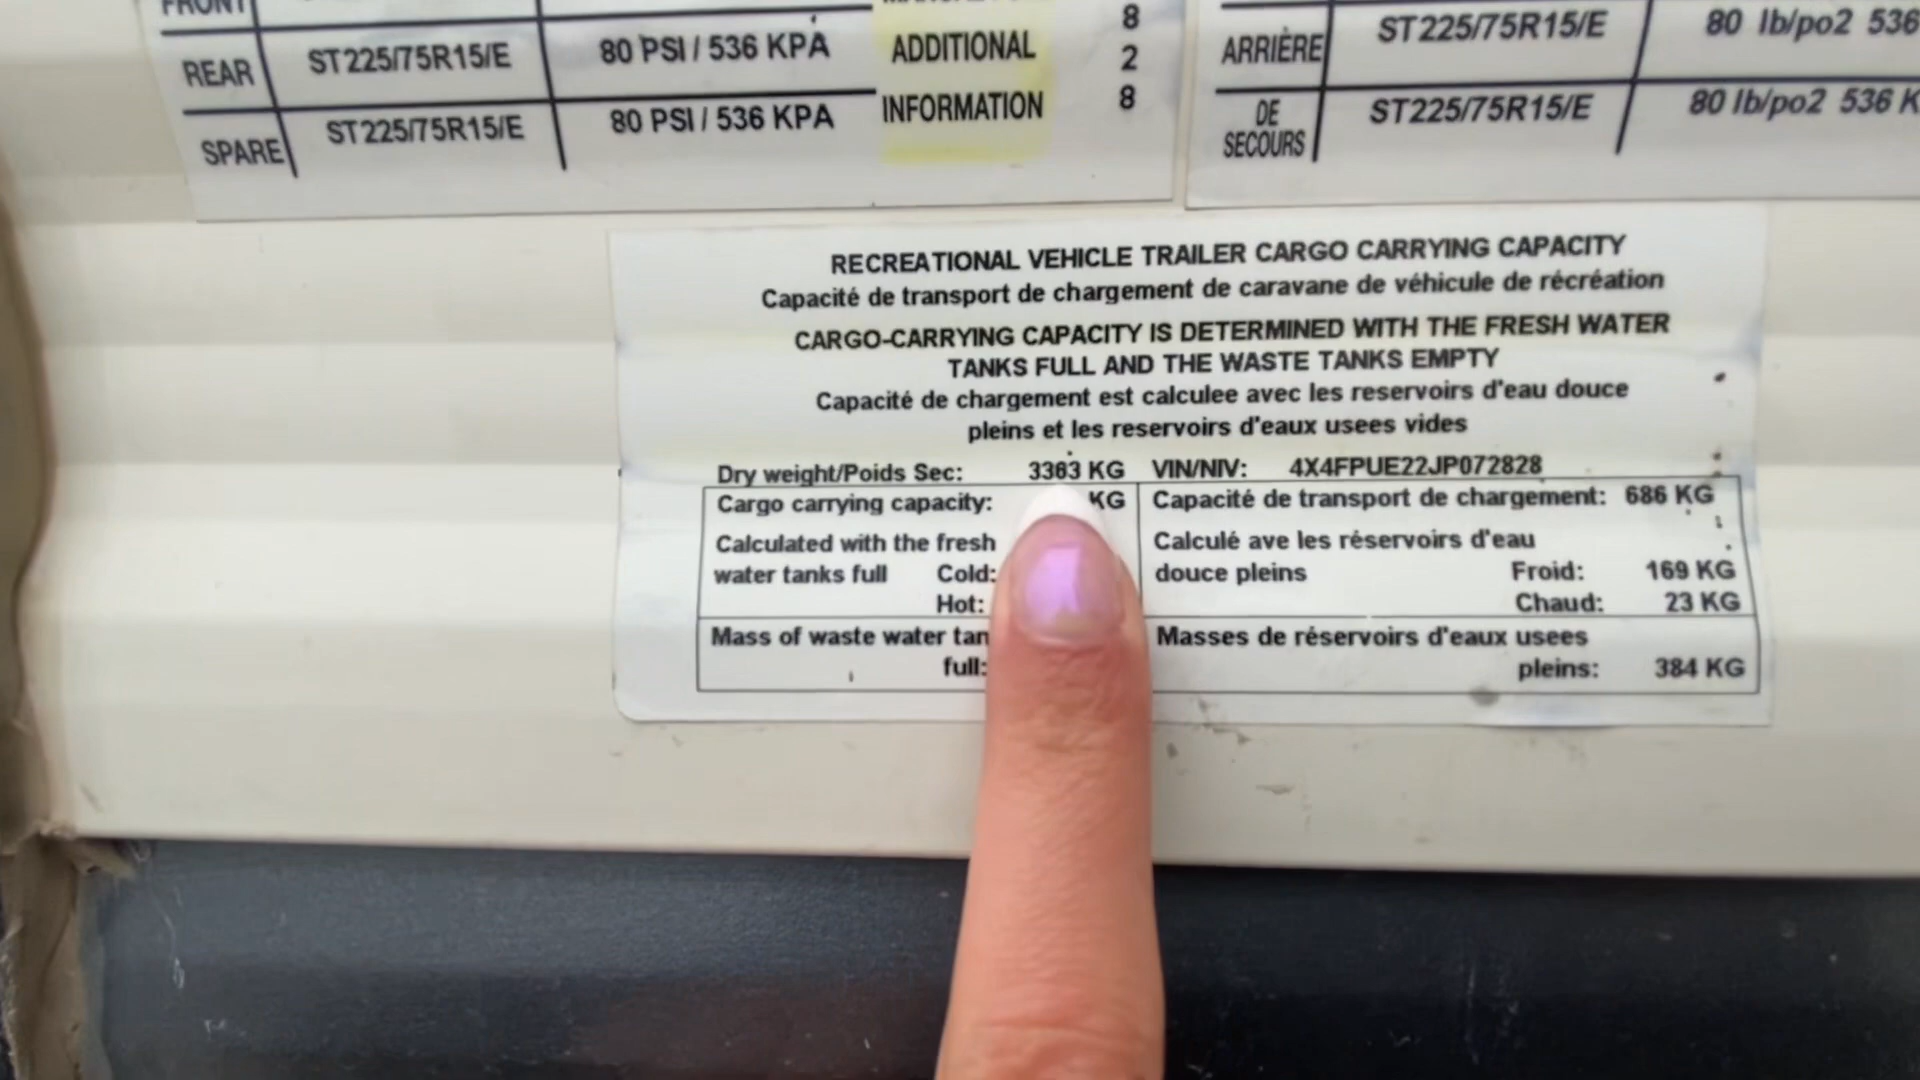 FRONT
REAR ST225/75R15/E 80 PSI / 536 KPA
SPARE ST225/75R15/E 80 PSI / 536 KPA
ADDITIONAL
INFORMATION
8
2
8
ARRIÈRE ST225/75R15/E 80 lb/po2 536
DE
SECOURS ST225/75R15/E 80 lb/po2 536 K
RECREATIONAL VEHICLE TRAILER CARGO CARRYING CAPACITY
Capacité de transport de chargement de caravane de véhicule de récréation
CARGO-CARRYING CAPACITY IS DETERMINED WITH THE FRESH WATER
TANKS FULL AND THE WASTE TANKS EMPTY
Capacité de chargement est calculee avec les reservoirs d'eau douce
pleins et les reservoirs d'eaux usees vides
Dry weight/Poids Sec: 3363 KG VIN/NIV: 4X4FPUE22JP072828
Cargo carrying capacity: KG
Calculated with the fresh
water tanks full Cold:
Hot:
Mass of waste water tan
full:
Capacité de transport de chargement: 686 KG
Calculé ave les réservoirs d'eau
douce pleins Froid: 169 KG
Chaud: 23 KG
Masses de réservoirs d'eaux usees
pleins: 384 KG